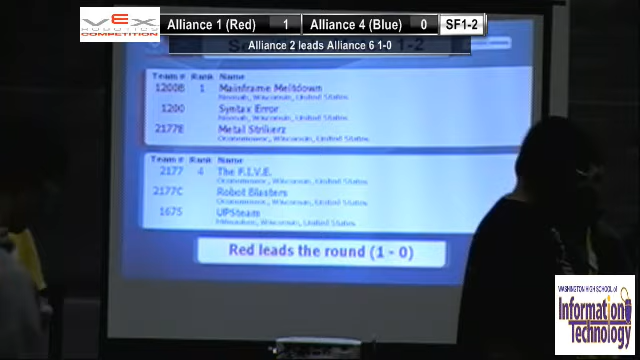 VEX
ROBOTICS
COMPETITION
Alliance 1 (Red) 1 Alliance 4 (Blue) 0 SF1-2
Alliance 2 leads Alliance 6 1-0
1-2
Team # Rank Name
1200B 1 Mainframe Meltdown
Neenah, Wisconsin, United States
1200 Syntax Error
Neenah, Wisconsin, United States
2177E Metal Strikerz
Oconomowoc, Wisconsin, United States
Team # Rank Name
2177 4 The F.I.V.E.
Oconomowoc, Wisconsin, United States
2177C Robot Blasters
Oconomowoc, Wisconsin, United States
1675 UPSteam
Milwaukee, Wisconsin, United States
Red leads the round (1 - 0)
WASHINGTON HIGH SCHOOL of
Information
Technology